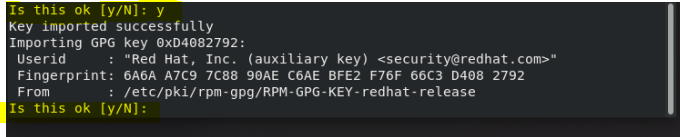 Is this ok [y/N]: y
Key imported successfully
Importing GPG key 0xD4082792:
 Userid     : "Red Hat, Inc. (auxiliary key) <security@redhat.com>"
 Fingerprint: 6A6A A7C9 7C88 90AE C6AE BFE2 F76F 66C3 D408 2792
 From       : /etc/pki/rpm-gpg/RPM-GPG-KEY-redhat-release
Is this ok [y/N]: